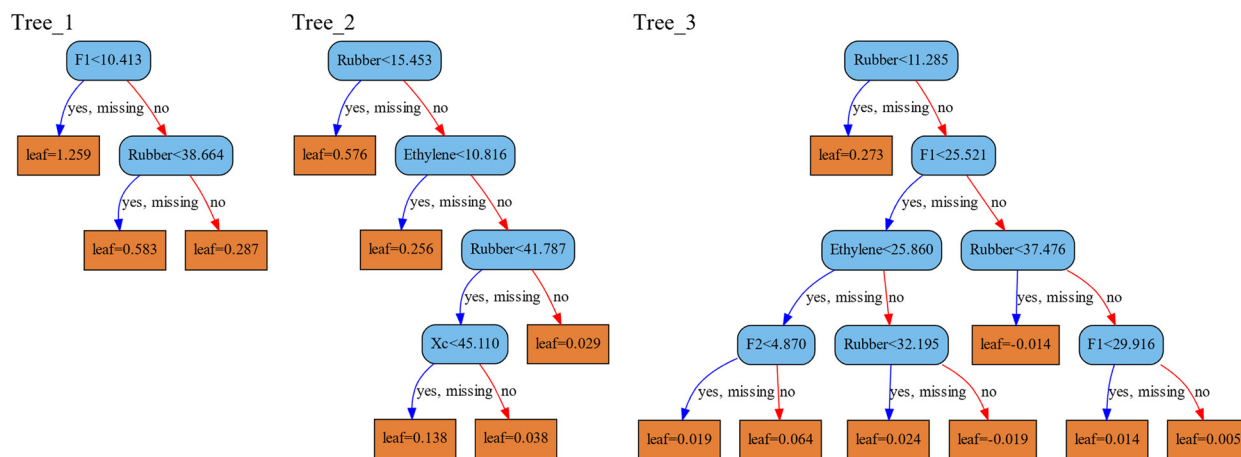 Tree_1
F1<10.413
yes, missing no
leaf=1.259
Rubber<38.664
yes, missing no
leaf=0.583
leaf=0.287
Tree_2
Rubber<15.453
yes, missing no
leaf=0.576
Ethylene<10.816
yes, missing no
leaf=0.256
Rubber<41.787
yes, missing no
Xc<45.110
leaf=0.029
yes, missing no
leaf=0.138
leaf=0.038
Tree_3
Rubber<11.285
yes, missing no
leaf=0.273
F1<25.521
yes, missing no
Ethylene<25.860
Rubber<37.476
yes, missing no
yes, missing no
F2<4.870
Rubber<32.195
leaf=-0.014
F1<29.916
yes, missing no
yes, missing no
yes, missing no
leaf=0.019
leaf=0.064
leaf=0.024
leaf=-0.019
leaf=0.014
leaf=0.005